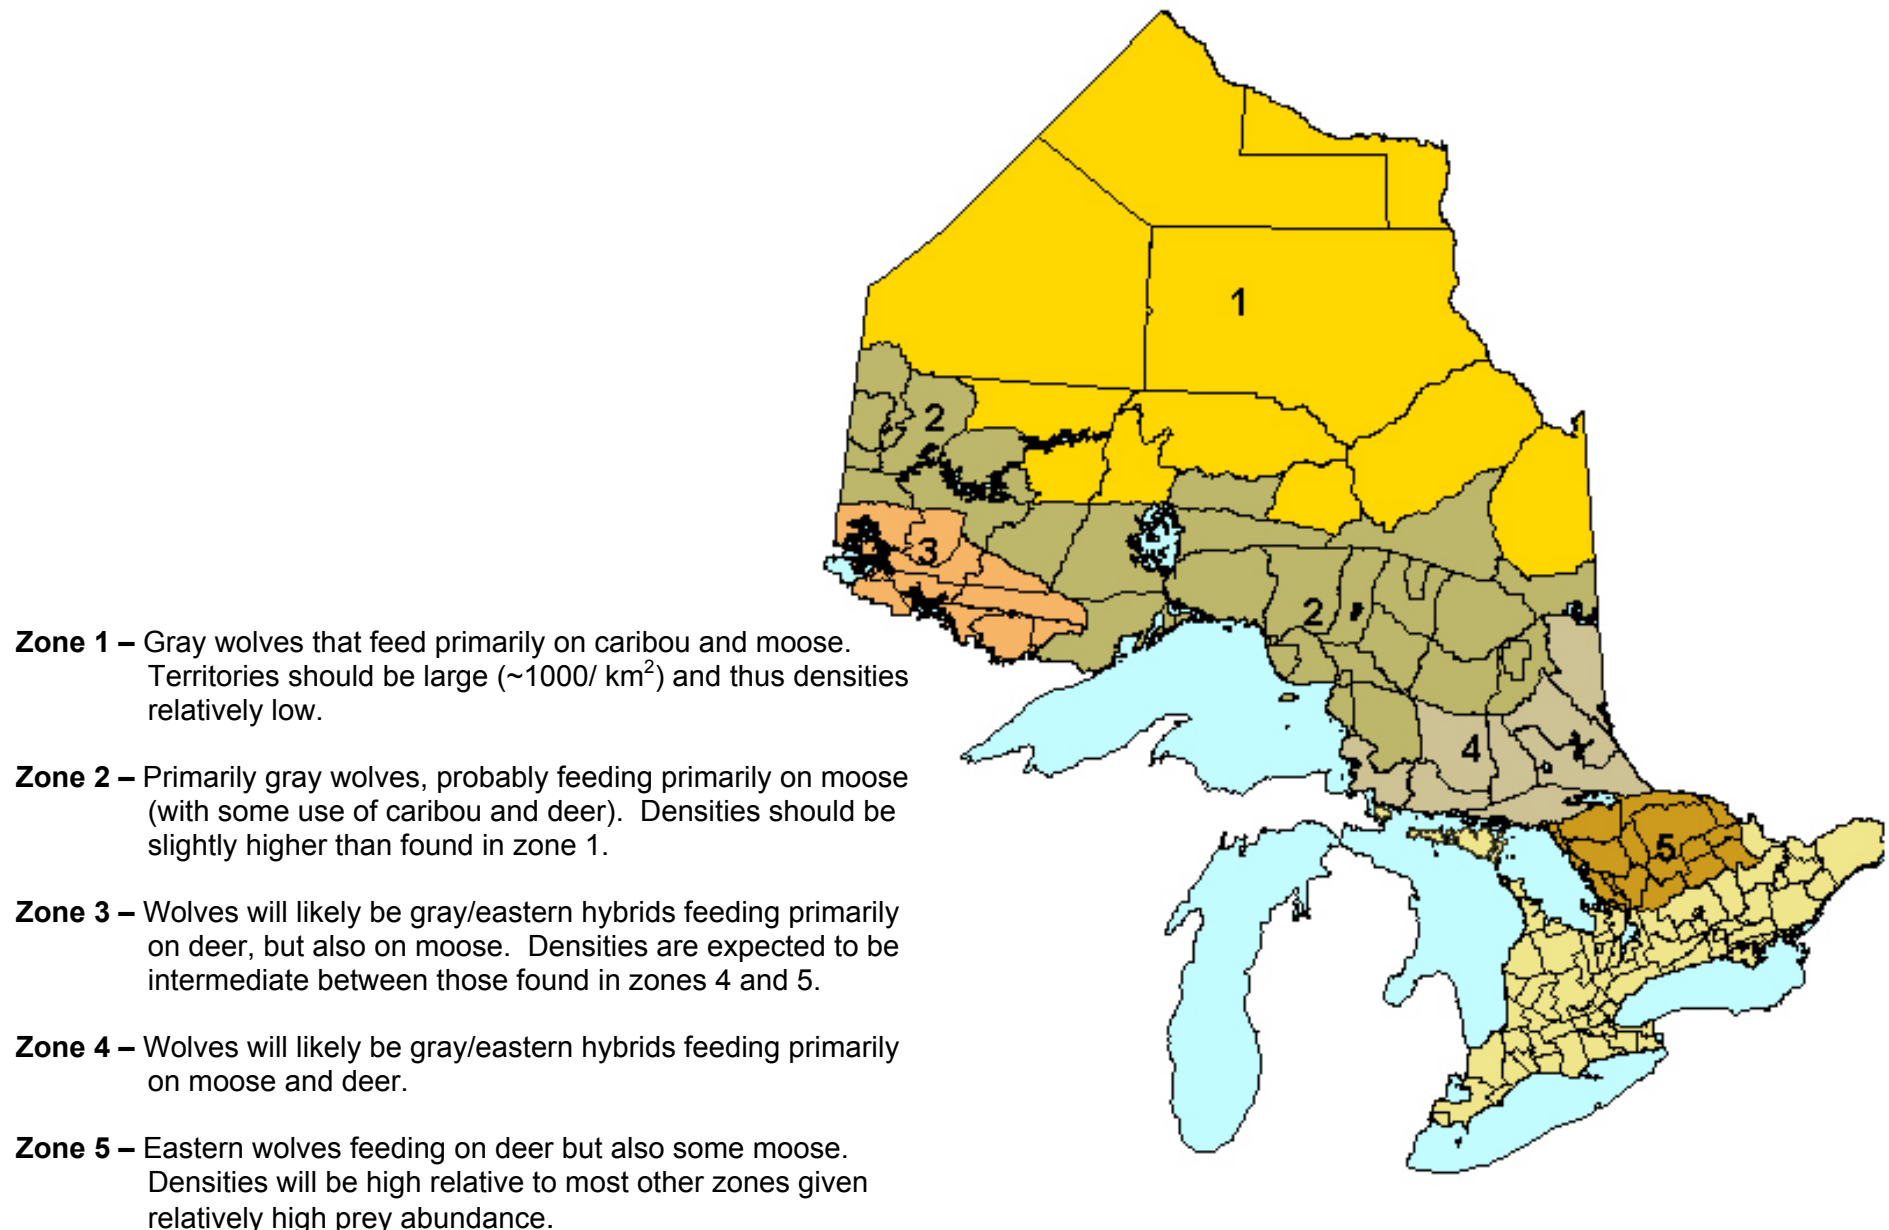 1
2
3
2
4
5
Zone 1 – Gray wolves that feed primarily on caribou and moose.
Territories should be large (~1000/ km²) and thus densities
relatively low.
Zone 2 – Primarily gray wolves, probably feeding primarily on moose
(with some use of caribou and deer). Densities should be
slightly higher than found in zone 1.
Zone 3 – Wolves will likely be gray/eastern hybrids feeding primarily
on deer, but also on moose. Densities are expected to be
intermediate between those found in zones 4 and 5.
Zone 4 – Wolves will likely be gray/eastern hybrids feeding primarily
on moose and deer.
Zone 5 – Eastern wolves feeding on deer but also some moose.
Densities will be high relative to most other zones given
relatively high prey abundance.